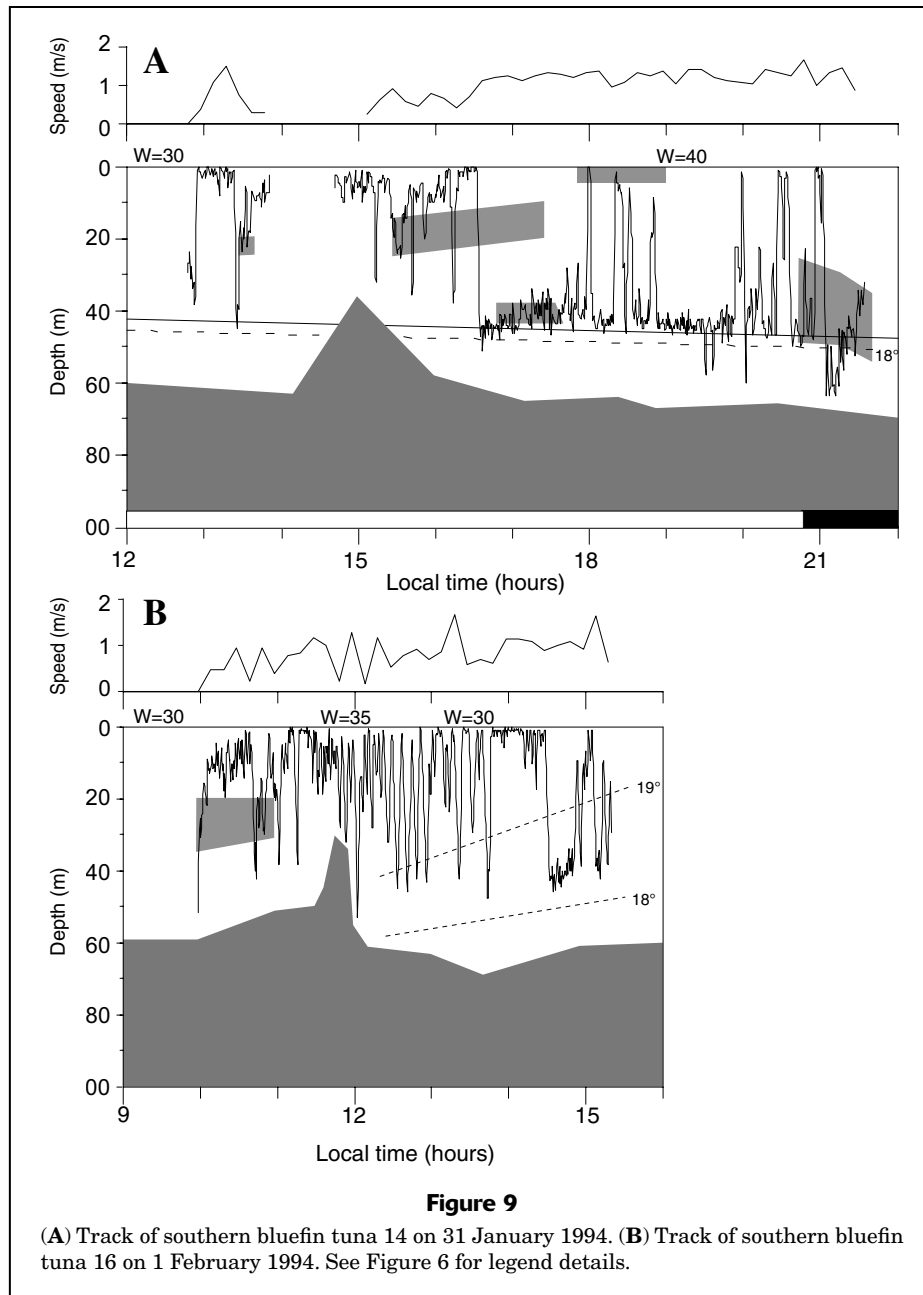 A
Speed (m/s)
2
1
0
W=30
W=40
Depth (m)
0
20
40
60
80
00
18°
12
15
18
21
Local time (hours)
B
Speed (m/s)
2
1
0
W=30
W=35
W=30
Depth (m)
0
20
40
60
80
00
19°
18°
9
12
15
Local time (hours)
Figure 9
(A) Track of southern bluefin tuna 14 on 31 January 1994. (B) Track of southern bluefin
tuna 16 on 1 February 1994. See Figure 6 for legend details.